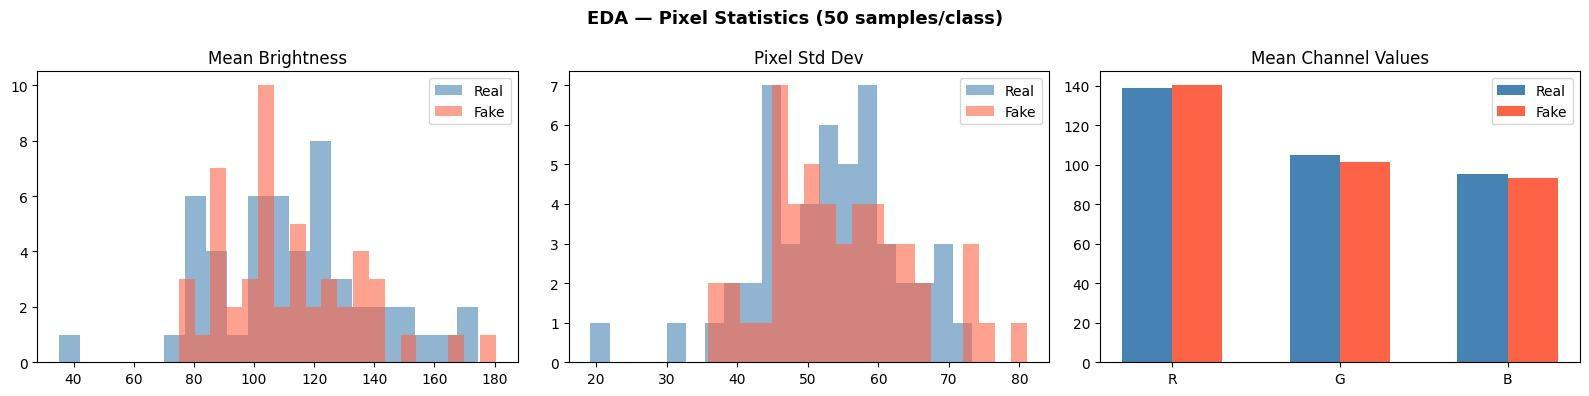 EDA — Pixel Statistics (50 samples/class)
Mean Brightness
10
8
6
4
2
0
40 60 80 100 120 140 160 180
Real
Fake
Pixel Std Dev
7
6
5
4
3
2
1
0
20 30 40 50 60 70 80
Real
Fake
Mean Channel Values
140
120
100
80
60
40
20
0
R G B
Real
Fake